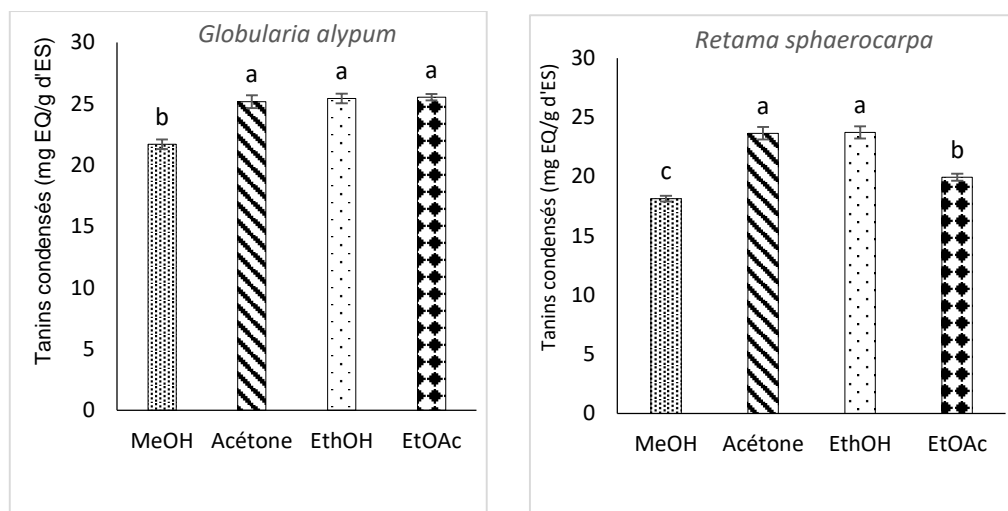 Globularia alypum
Tanins condensés (mg EQ/g d'ES)
30
25
20
15
10
5
0
b
a
a
a
MeOH Acétone EthOH EtOAc
Retama sphaerocarpa
Tanins condensés (mg EQ/g d'ES)
30
20
15
10
5
0
25
c
a
a
b
MeOH Acétone EthOH EtOAc